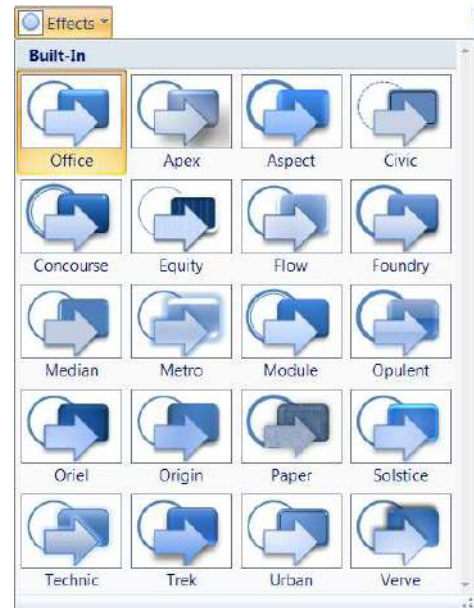 Effects
Built-In
Office Apex Aspect Civic
Concourse Equity Flow Foundry
Median Metro Module Opulent
Oriel Origin Paper Solstice
Technic Trek Urban Verve